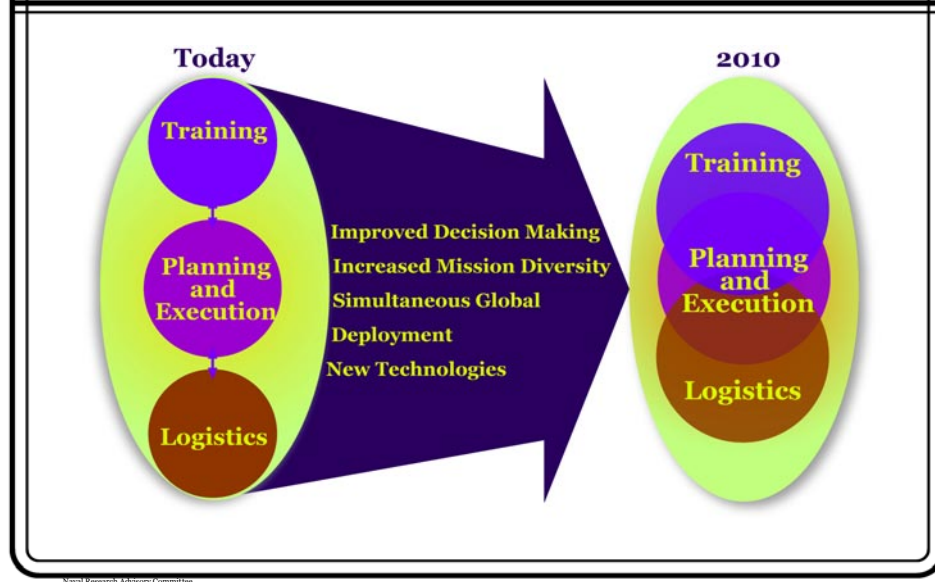 Today
2010
Training
Planning
and
Execution
Logistics
Improved Decision Making
Increased Mission Diversity
Simultaneous Global
Deployment
New Technologies
Training
Planning
and
Execution
Logistics
Naval Research Advisory Committee